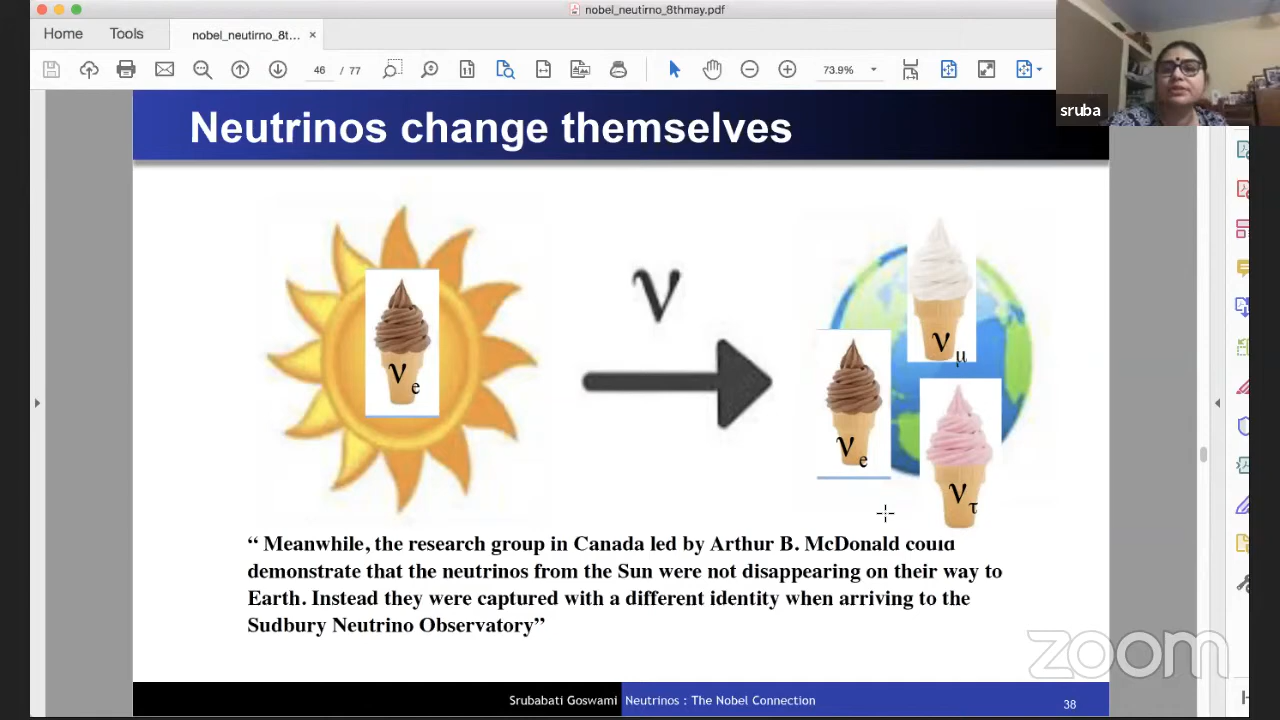 nobel_neutirno_8thmay.pdf
Home Tools nobel_neutirno_8t... ×
46 / 77 73.9%
sruba
Neutrinos change themselves
ν
νe
νμ
νe
ντ
“ Meanwhile, the research group in Canada led by Arthur B. McDonald could
demonstrate that the neutrinos from the Sun were not disappearing on their way to
Earth. Instead they were captured with a different identity when arriving to the
Sudbury Neutrino Observatory”
zoom
Srubabati Goswami Neutrinos : The Nobel Connection 38